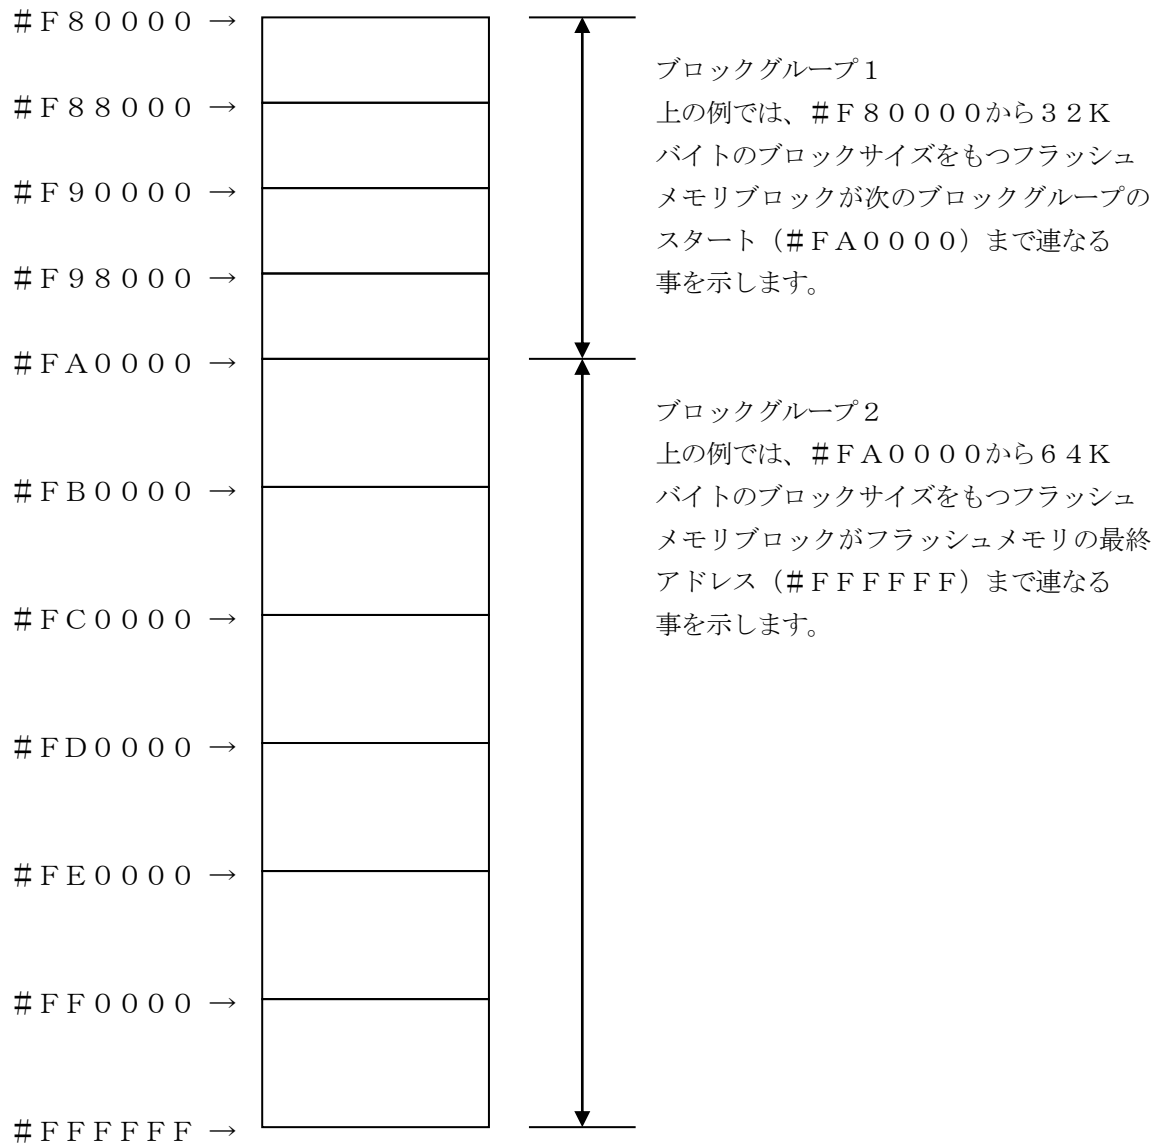 ＃Ｆ８００００ →
＃Ｆ８８０００ →
＃Ｆ９００００ →
＃Ｆ９８０００ →
＃ＦＡ００００ →
＃ＦＢ００００ →
＃ＦＣ００００ →
＃ＦＤ００００ →
＃ＦＥ００００ →
＃ＦＦ００００ →
＃ＦＦＦＦＦＦ →
ブロックグループ１
上の例では、＃Ｆ８００００から３２Ｋ
バイトのブロックサイズをもつフラッシュ
メモリブロックが次のブロックグループの
スタート（＃ＦＡ００００）まで連なる
事を示します。
ブロックグループ２
上の例では、＃ＦＡ００００から６４Ｋ
バイトのブロックサイズをもつフラッシュ
メモリブロックがフラッシュメモリの最終
アドレス（＃ＦＦＦＦＦＦ）まで連なる
事を示します。